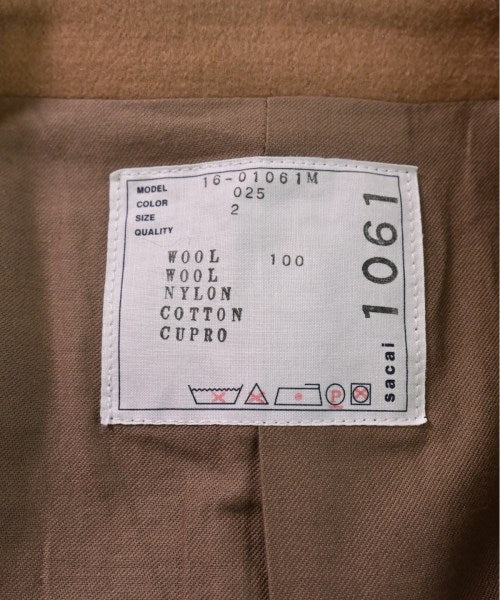 MODEL 16-01061M
COLOR 025
SIZE 2
QUALITY
WOOL 100
WOOL
NYLON
COTTON
CUPRO
P
sacai 1061